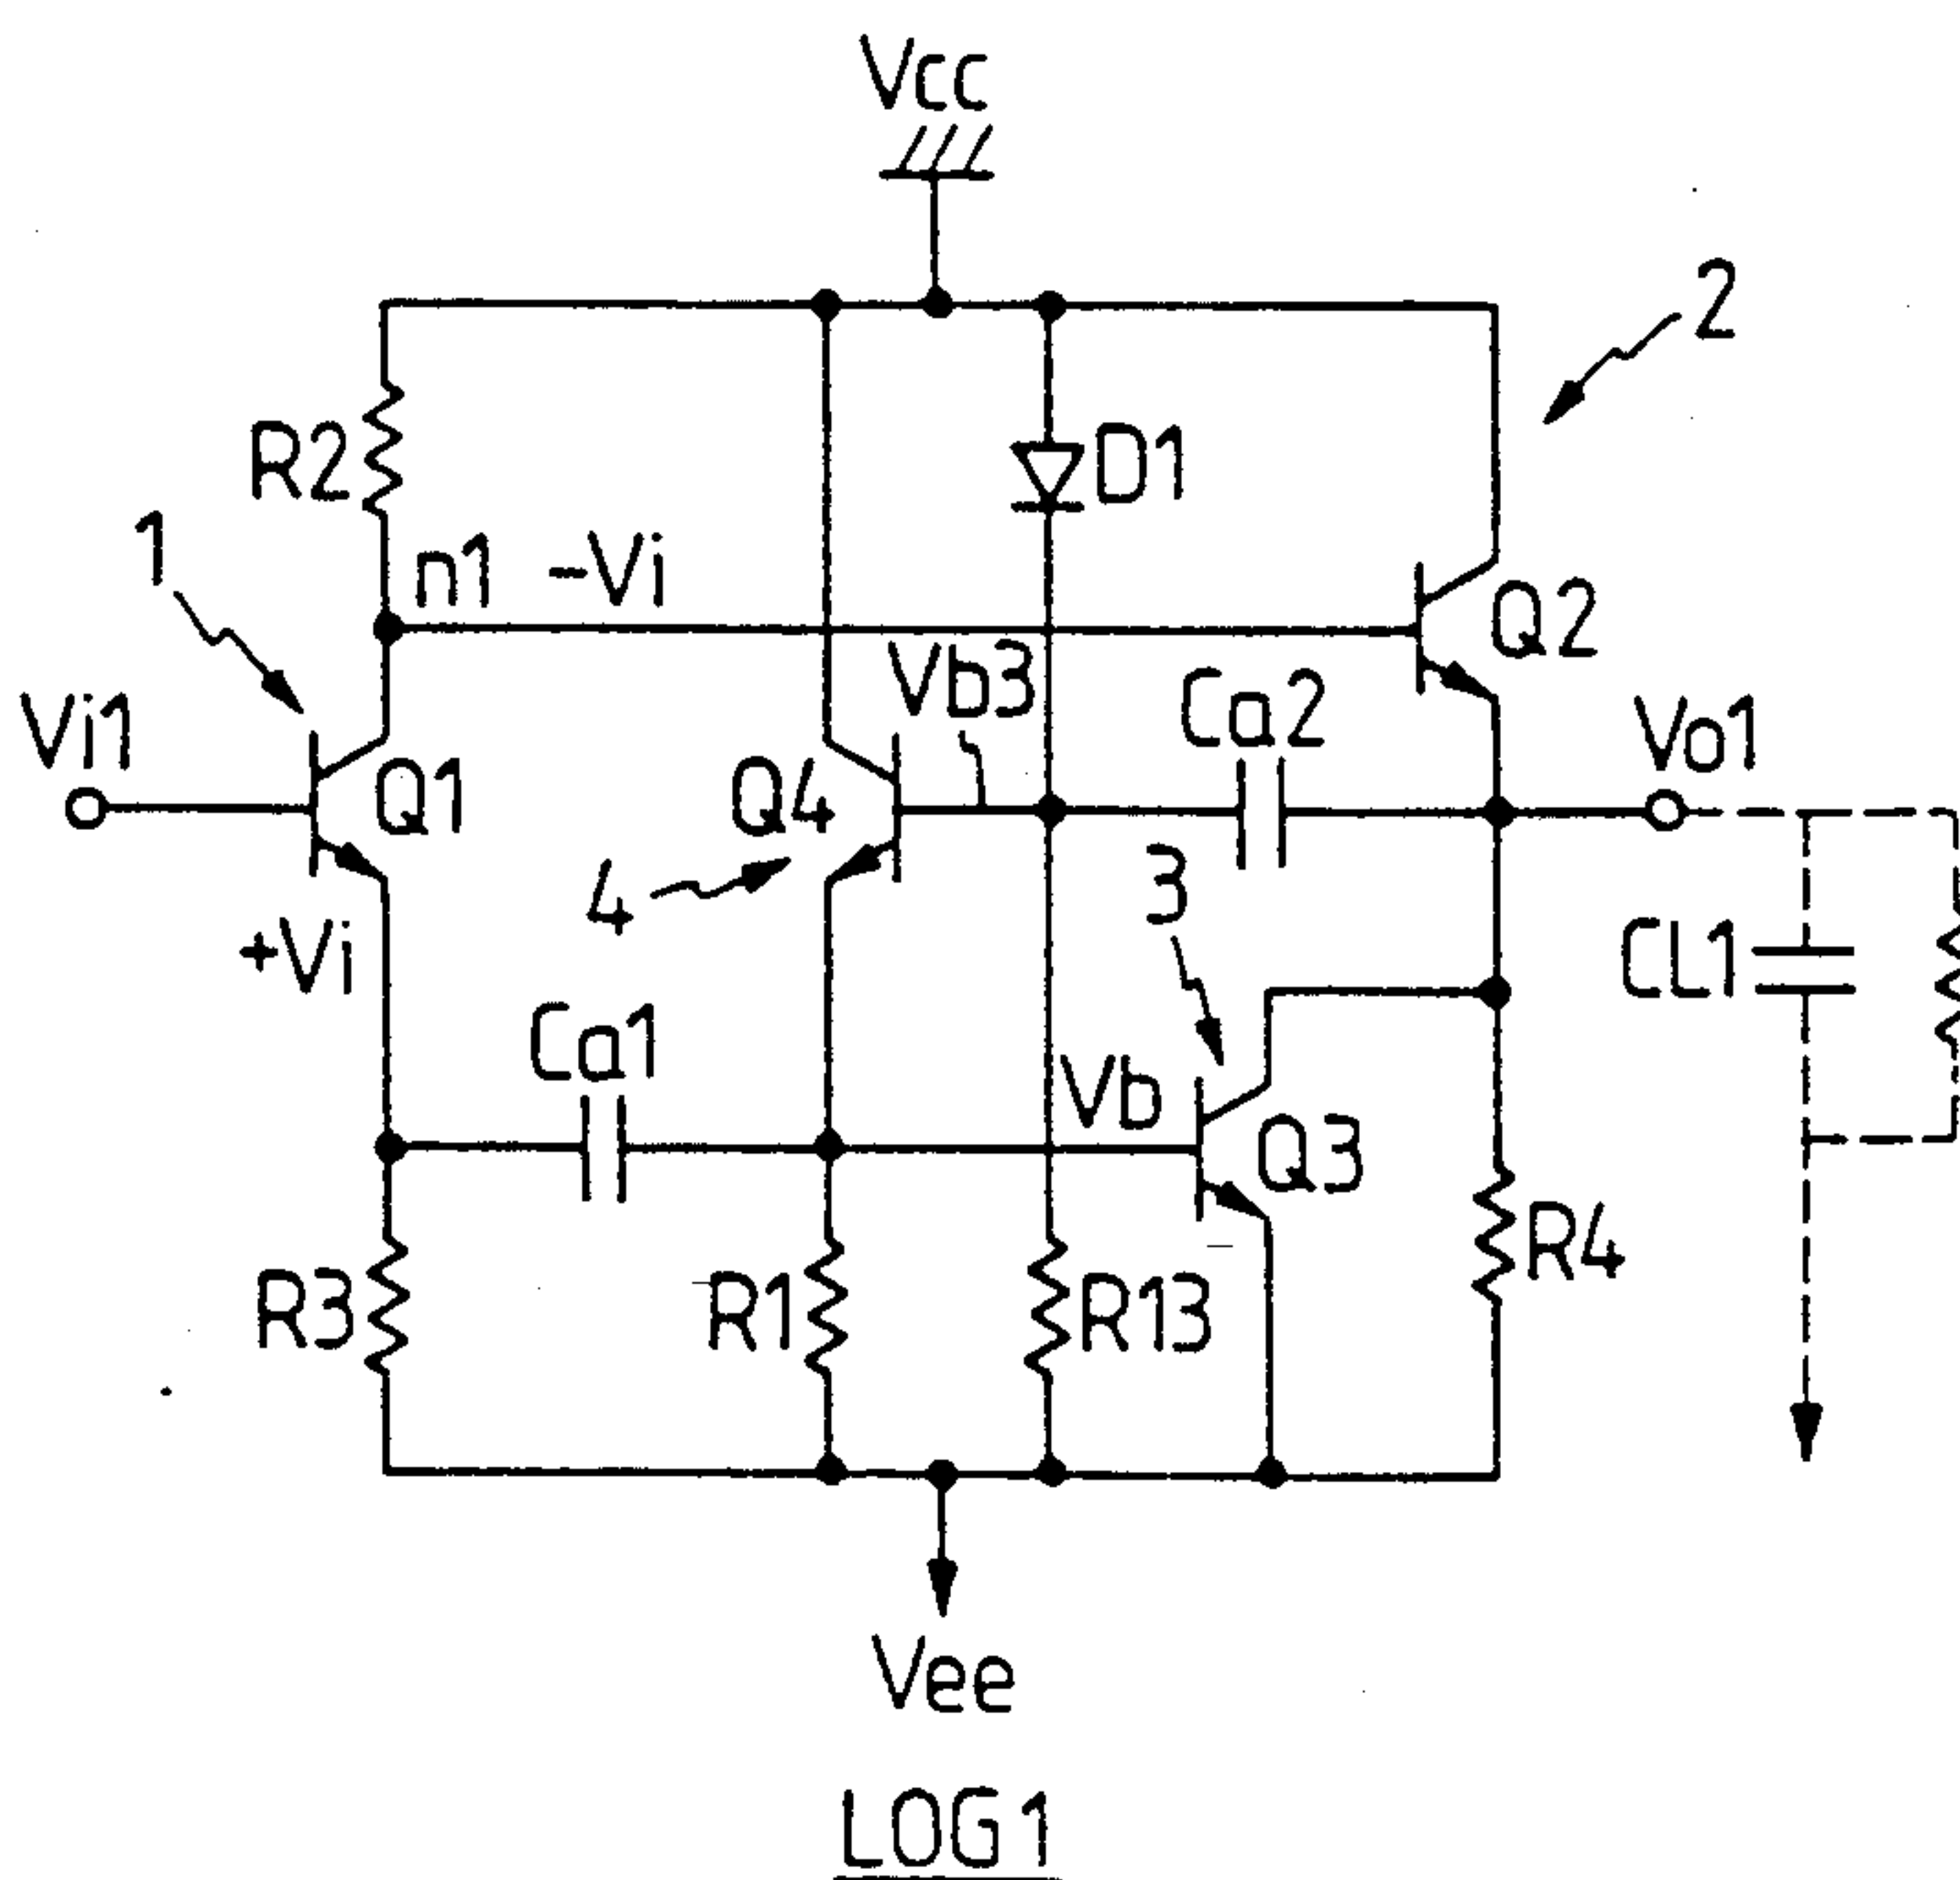 Vcc
2
R2
D1
1
n1
-Vi
Q2
Vb3
Ca2
Vi1
Q1
Q4
Vo1
4
3
+Vi
CL1
Ca1
Vb
Q3
R4
R3
R1
R13
Vee
LOG1